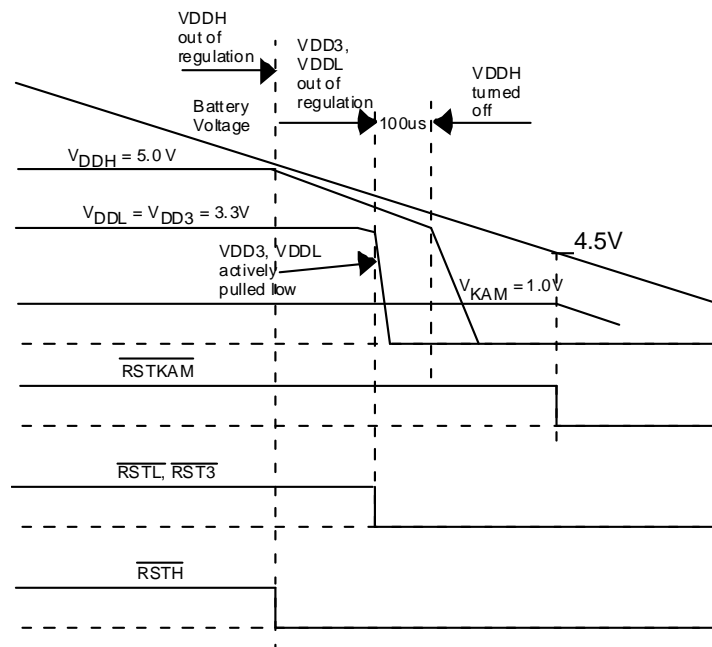 VDDH
out of
regulation
VDD3,
VDDL
out of
regulation
VDDH
turned
off
Battery
Voltage
100us
VDDH = 5.0 V
VDDL = VDD3 = 3.3V
4.5V
VDD3, VDDL
actively
pulled low
VKAM = 1.0V
RSTKAM
RSTL, RST3
RSTH